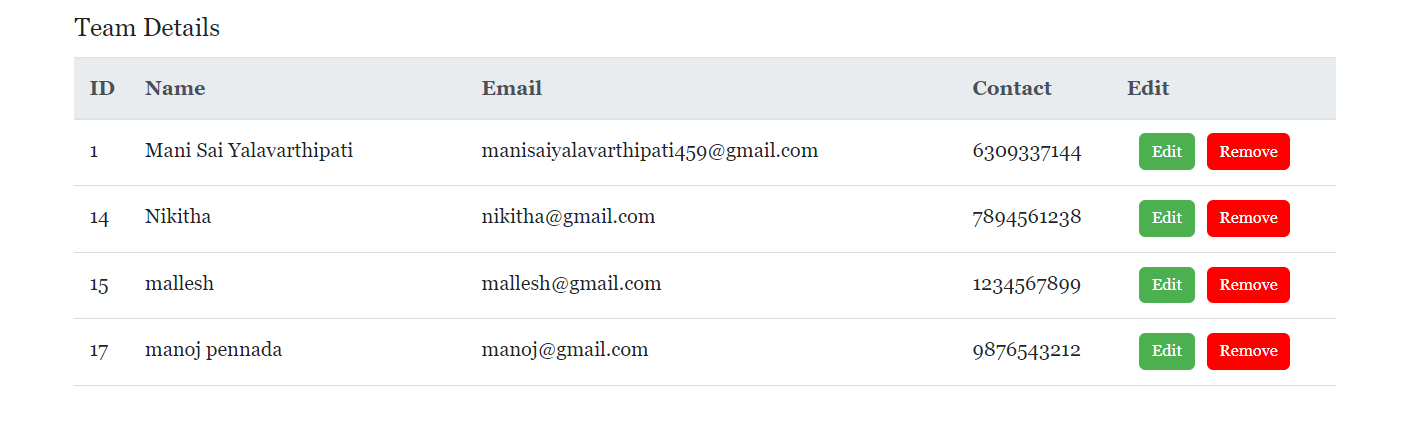 Team Details
ID Name Email Contact Edit
1 Mani Sai Yalavarthipati manisaiyalavarthipati459@gmail.com 6309337144 Edit Remove
14 Nikitha nikitha@gmail.com 7894561238 Edit Remove
15 mallesh mallesh@gmail.com 1234567899 Edit Remove
17 manoj pennada manoj@gmail.com 9876543212 Edit Remove